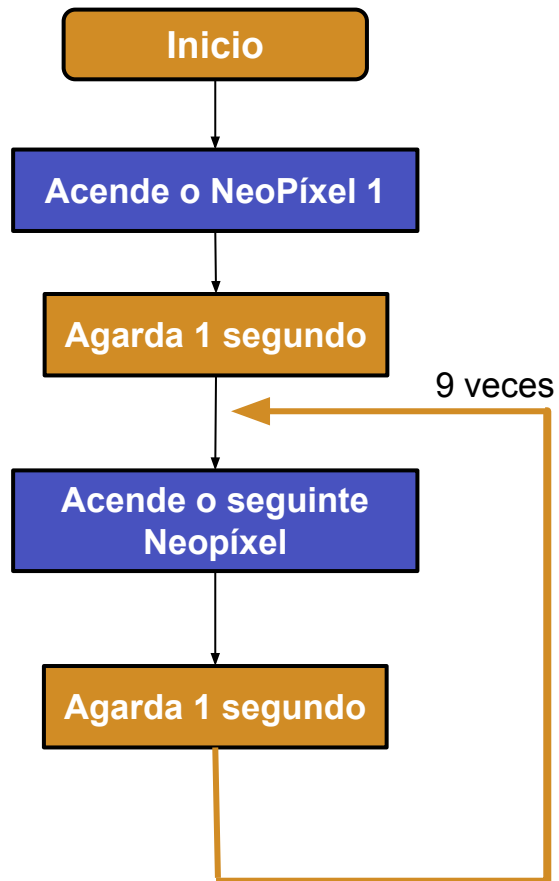 Inicio
Acende o NeoPíxel 1
Agarda 1 segundo
9 veces
Acende o seguinte
Neopíxel
Agarda 1 segundo